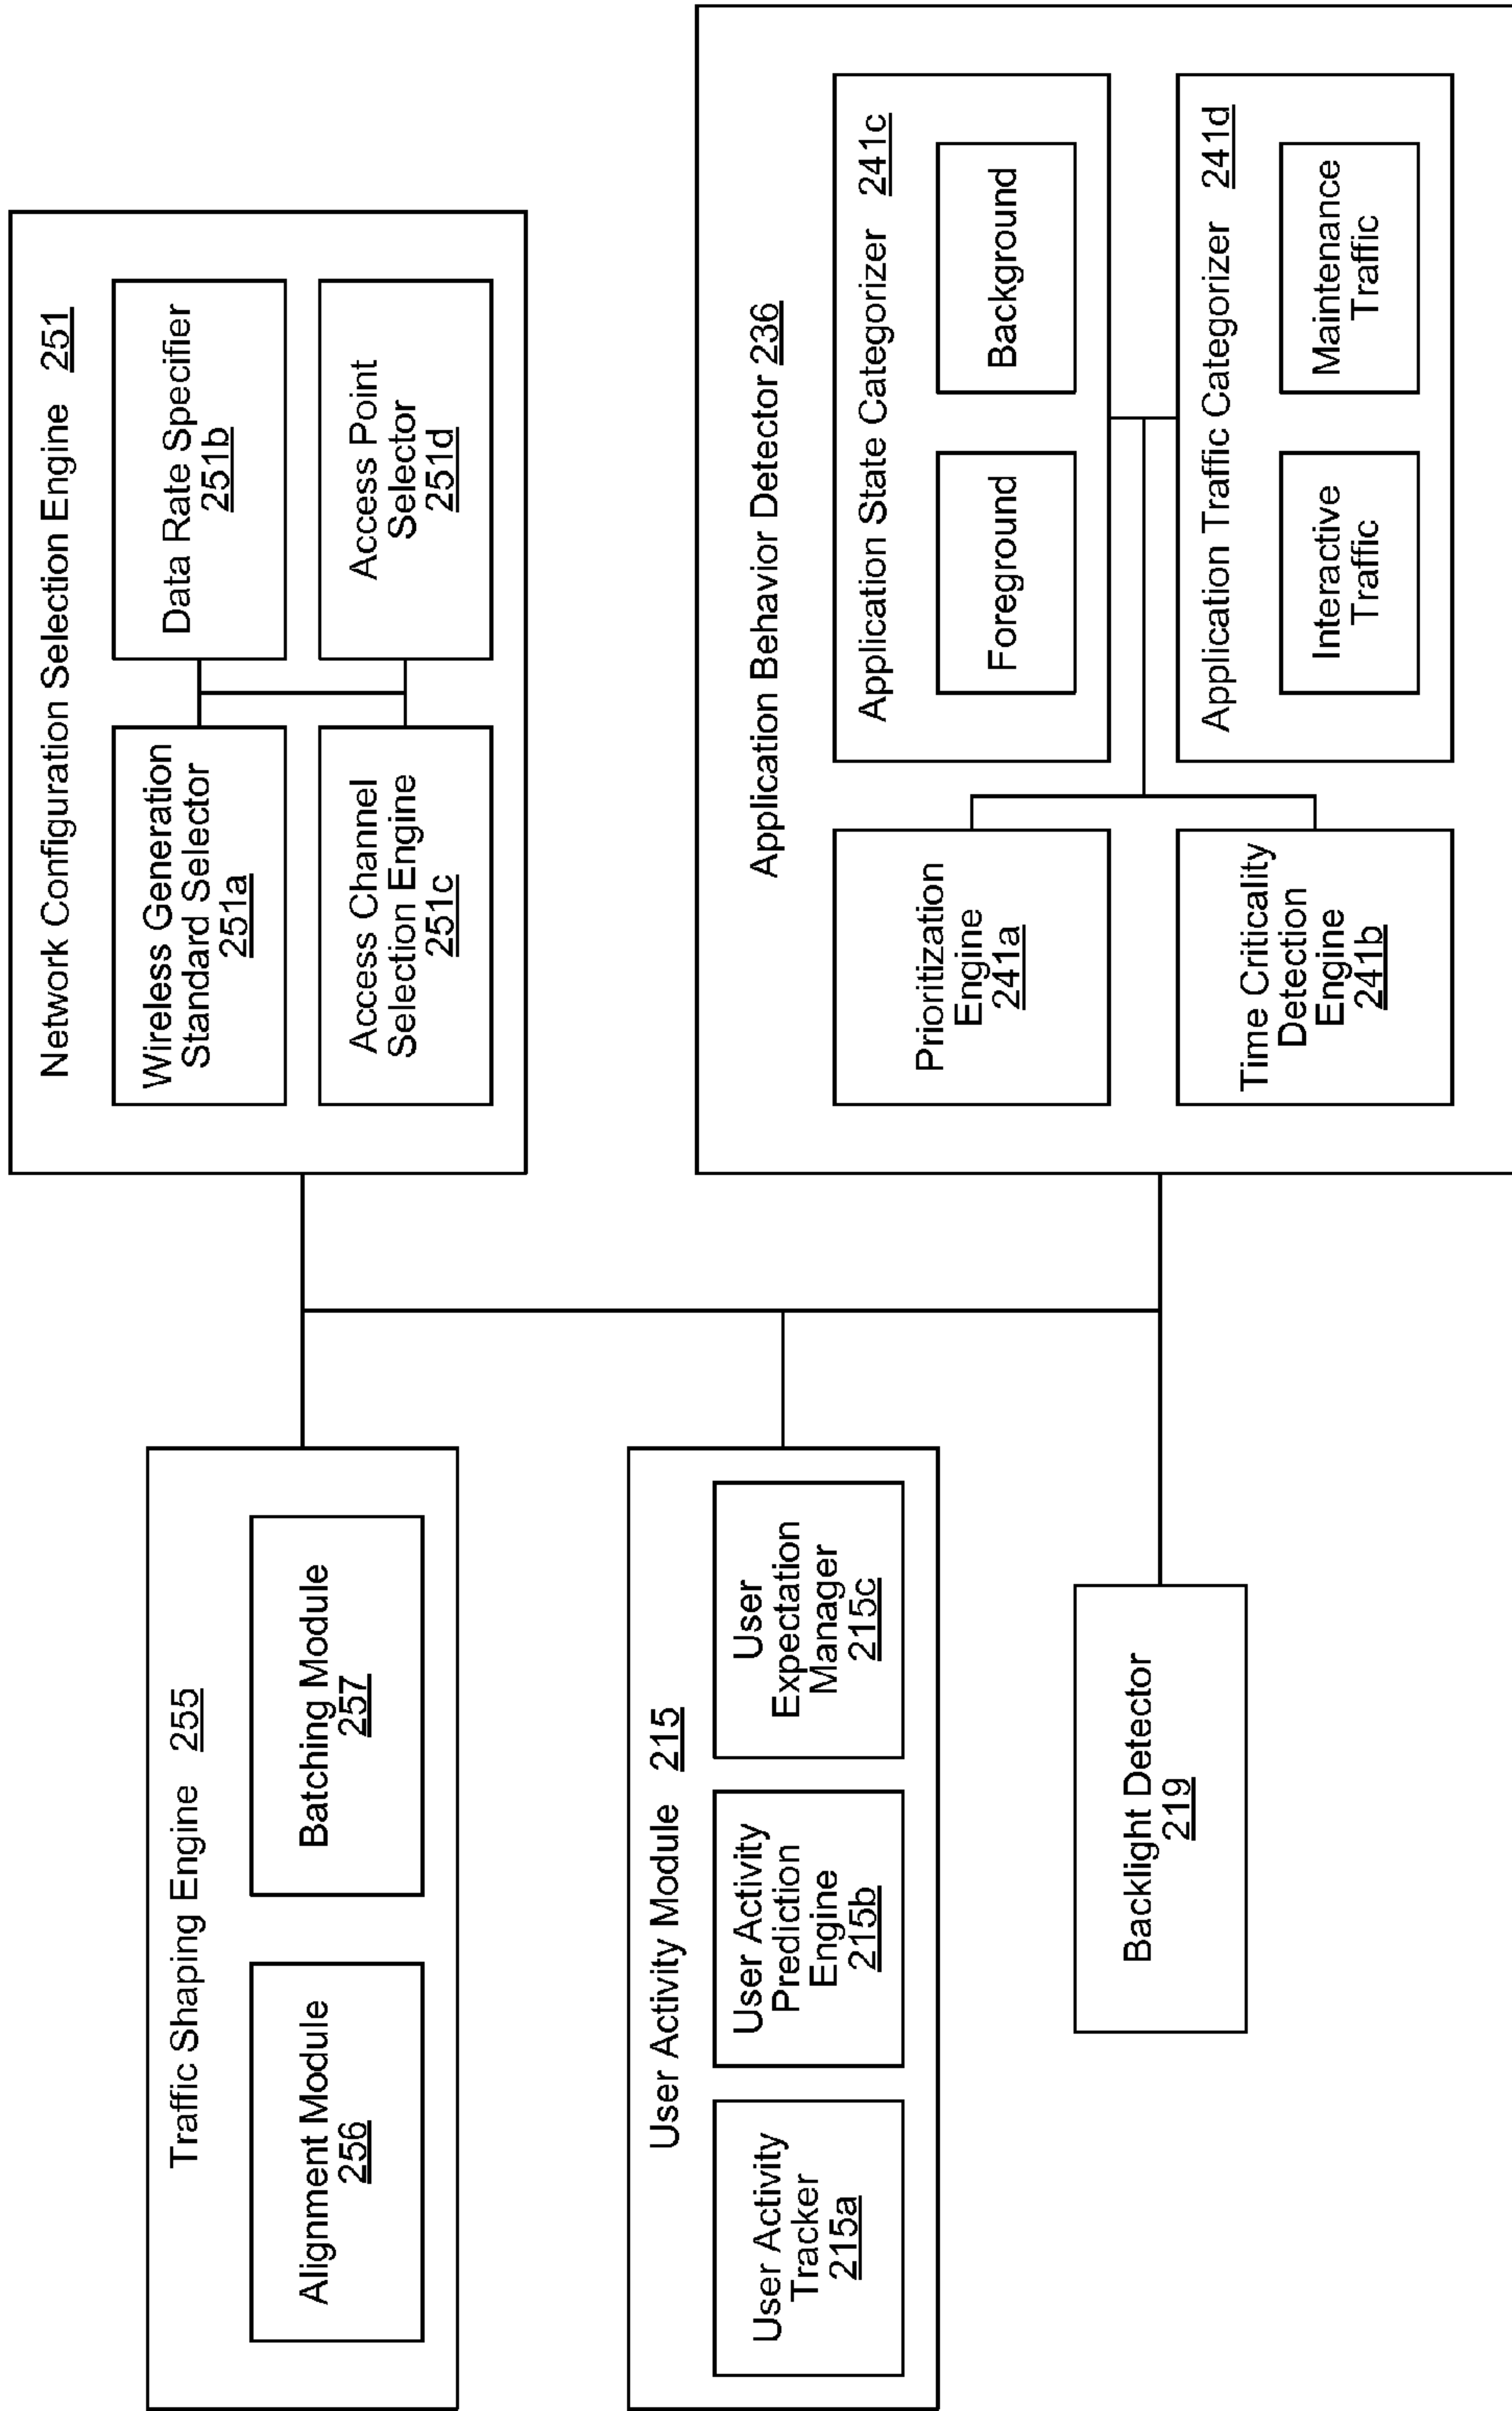 Traffic Shaping Engine 255
Alignment Module
256
Batching Module
257
User Activity Module 215
User Activity
Tracker
215a
User Activity
Prediction
Engine
215b
User
Expectation
Manager
215c
Backlight Detector
219
Network Configuration Selection Engine 251
Wireless Generation
Standard Selector
251a
Data Rate Specifier
251b
Access Channel
Selection Engine
251c
Access Point
Selector
251d
Application Behavior Detector 236
Prioritization
Engine
241a
Application State Categorizer 241c
Foreground
Background
Time Criticality
Detection
Engine
241b
Application Traffic Categorizer 241d
Interactive
Traffic
Maintenance
Traffic